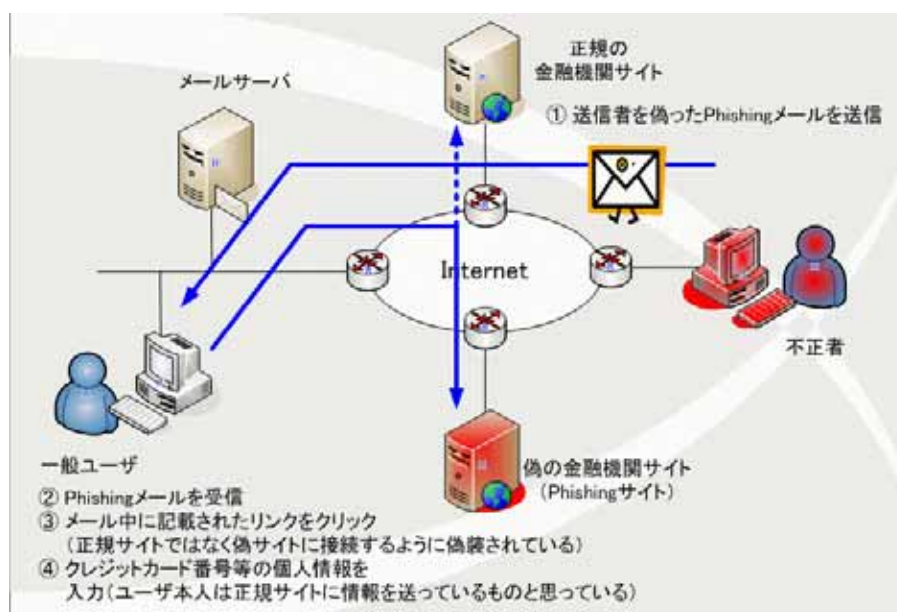 正規の
金融機関サイト
メールサーバ
① 送信者を偽ったPhishingメールを送信
Internet
不正者
一般ユーザ
偽の金融機関サイト
(Phishingサイト)
② Phishingメールを受信
③ メール中に記載されたリンクをクリック
(正規サイトではなく偽サイトに接続するように偽装されている)
④ クレジットカード番号等の個人情報を
入力(ユーザ本人は正規サイトに情報を送っているものと思っている)